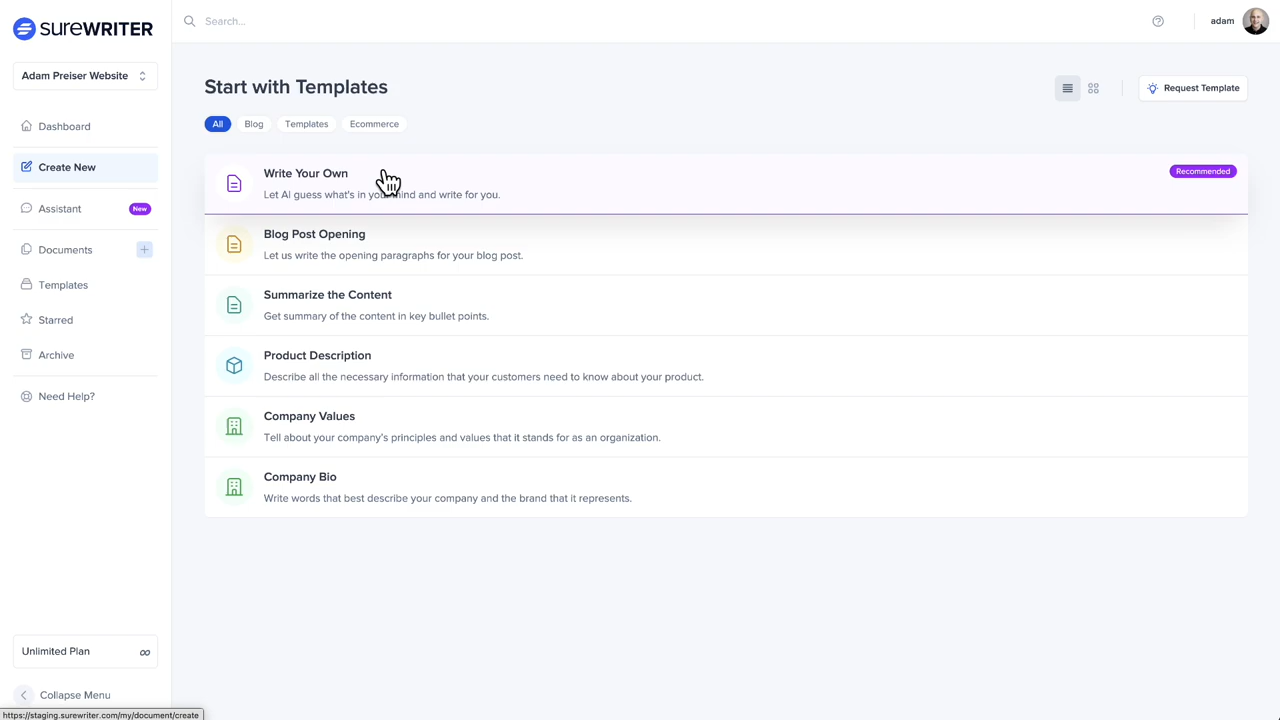 sureWRITER
Search...
adam
Adam Preiser Website
Dashboard
Create New
Assistant
New
Documents
Templates
Starred
Archive
Need Help?
Unlimited Plan
Collapse Menu
Start with Templates
Request Template
All
Blog
Templates
Ecommerce
Write Your Own
Recommended
Let AI guess what's in your mind and write for you.
Blog Post Opening
Let us write the opening paragraphs for your blog post.
Summarize the Content
Get summary of the content in key bullet points.
Product Description
Describe all the necessary information that your customers need to know about your product.
Company Values
Tell about your company's principles and values that it stands for as an organization.
Company Bio
Write words that best describe your company and the brand that it represents.
https://staging.surewriter.com/my/document/create